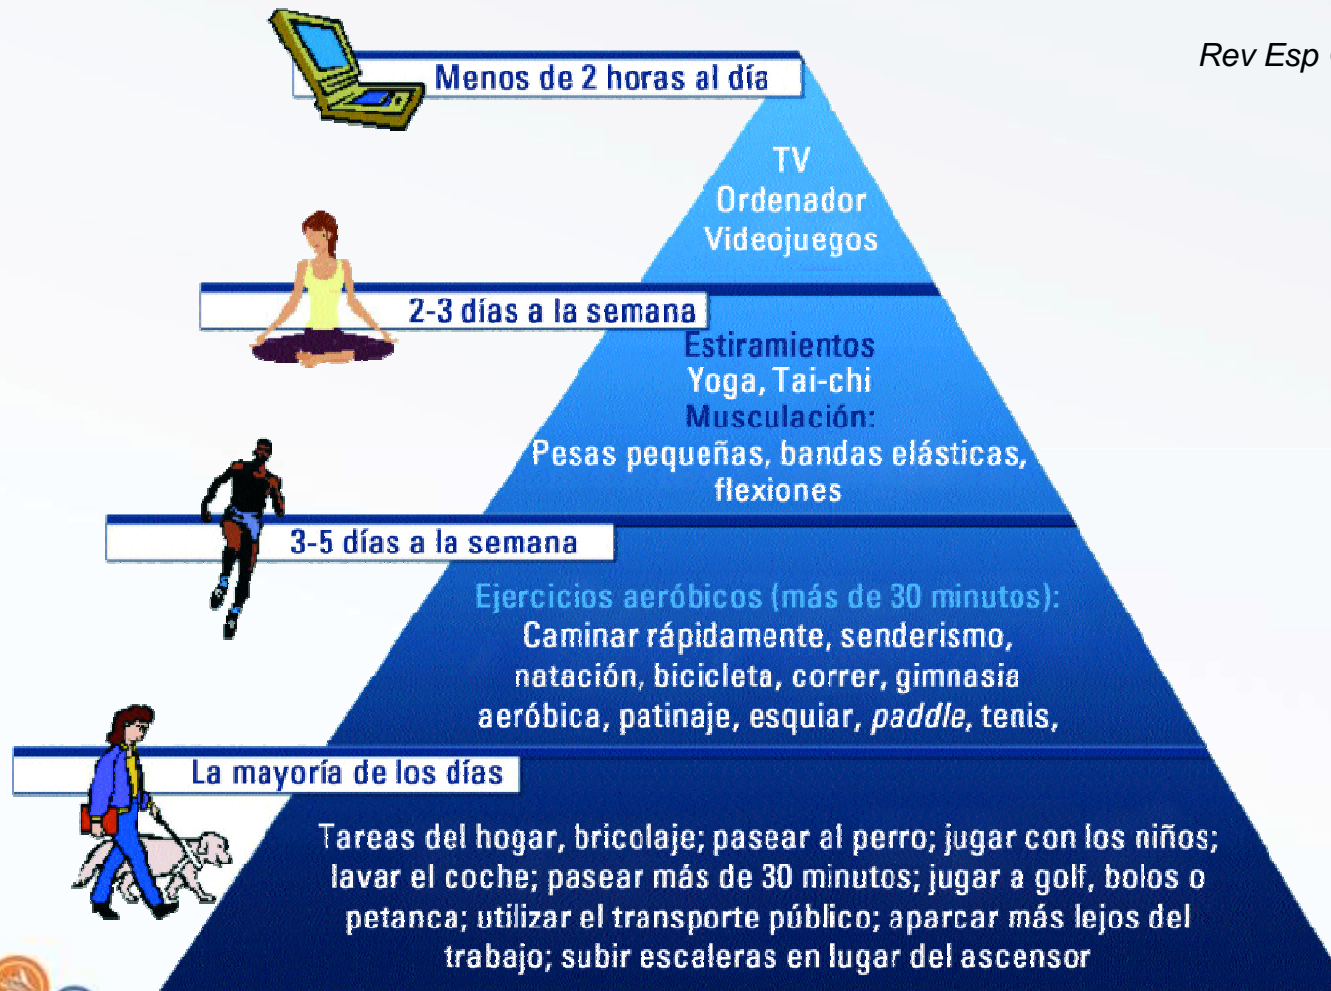 Rev Esp
Menos de 2 horas al día
TV
Ordenador
Videojuegos
2-3 días a la semana
Estiramientos
Yoga, Tai-chi
Musculación:
Pesas pequeñas, bandas elásticas,
flexiones
3-5 días a la semana
Ejercicios aeróbicos (más de 30 minutos):
Caminar rápidamente, senderismo,
natación, bicicleta, correr, gimnasia
aeróbica, patinaje, esquiar, paddle, tenis,
La mayoría de los días
Tareas del hogar, bricolaje; pasear al perro; jugar con los niños;
lavar el coche; pasear más de 30 minutos; jugar a golf, bolos o
petanca; utilizar el transporte público; aparcar más lejos del
trabajo; subir escaleras en lugar del ascensor